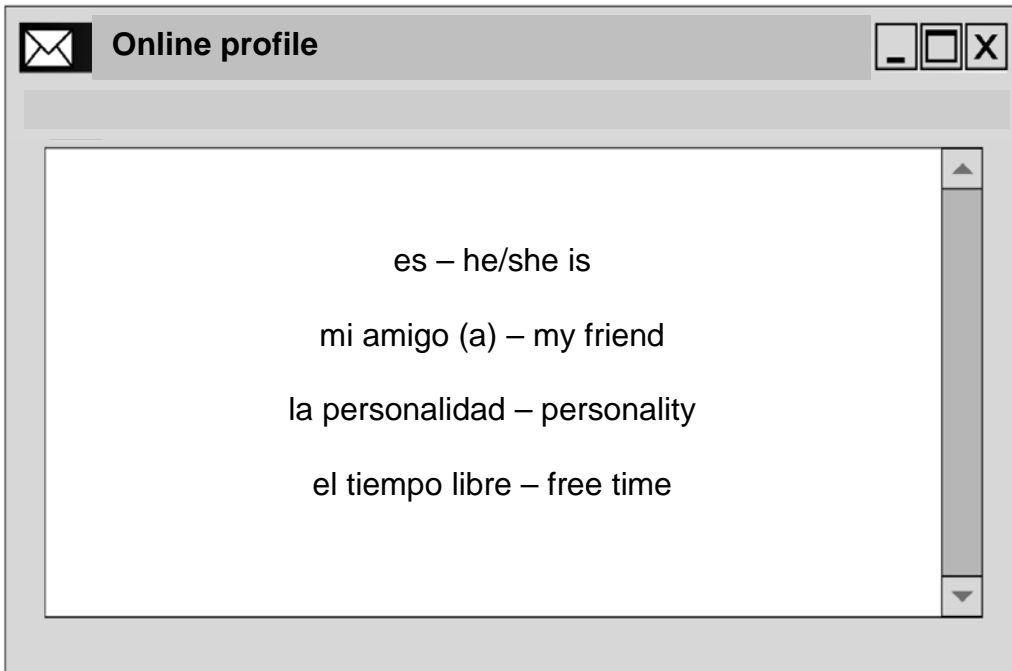 Online profile
X
es – he/she is
mi amigo (a) – my friend
la personalidad – personality
el tiempo libre – free time